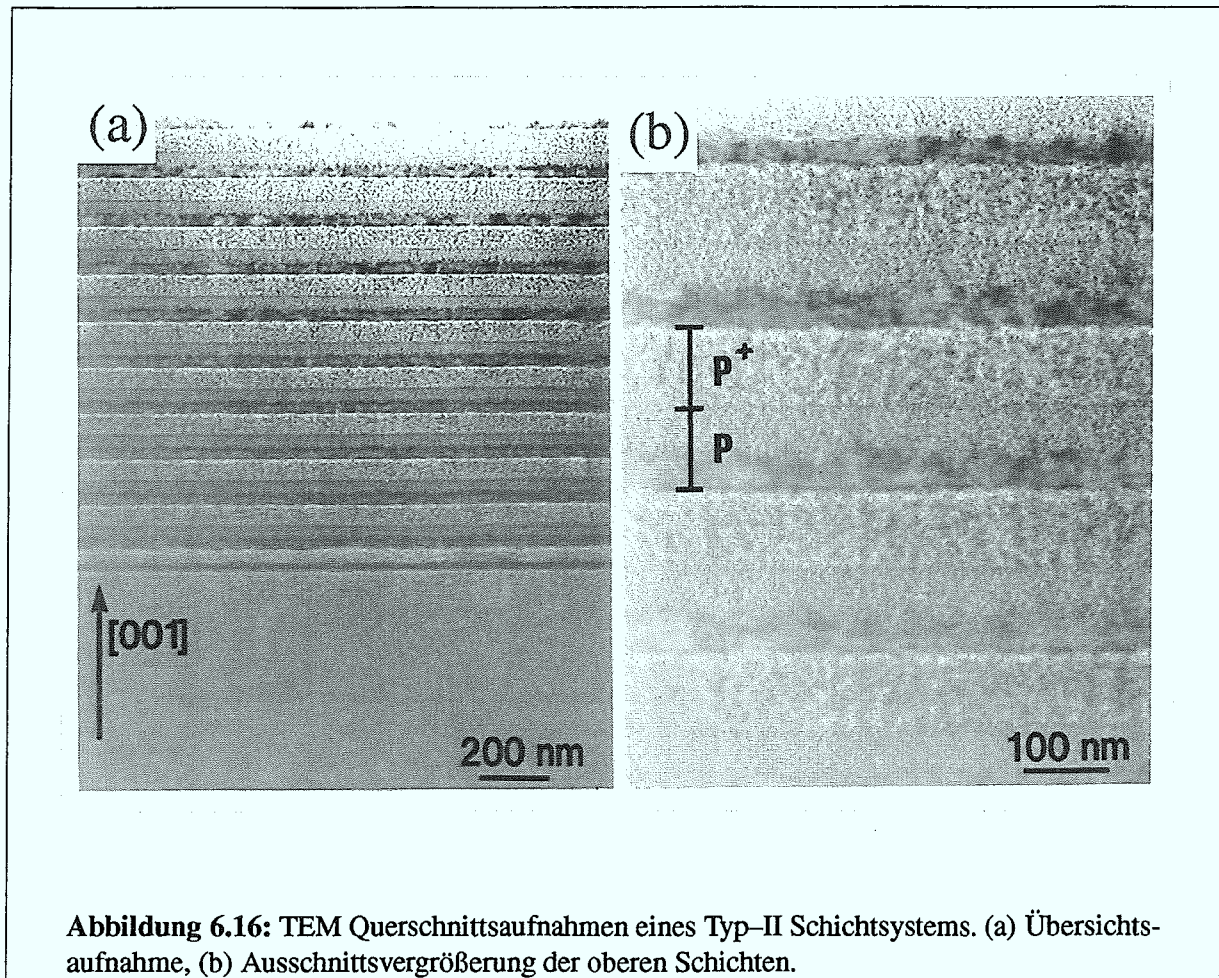 (a)
[001]
200 nm
(b)
P+
P
100 nm
Abbildung 6.16: TEM Querschnittsaufnahmen eines Typ–II Schichtsystems. (a) Übersichts-
aufnahme, (b) Ausschnittsvergrößerung der oberen Schichten.